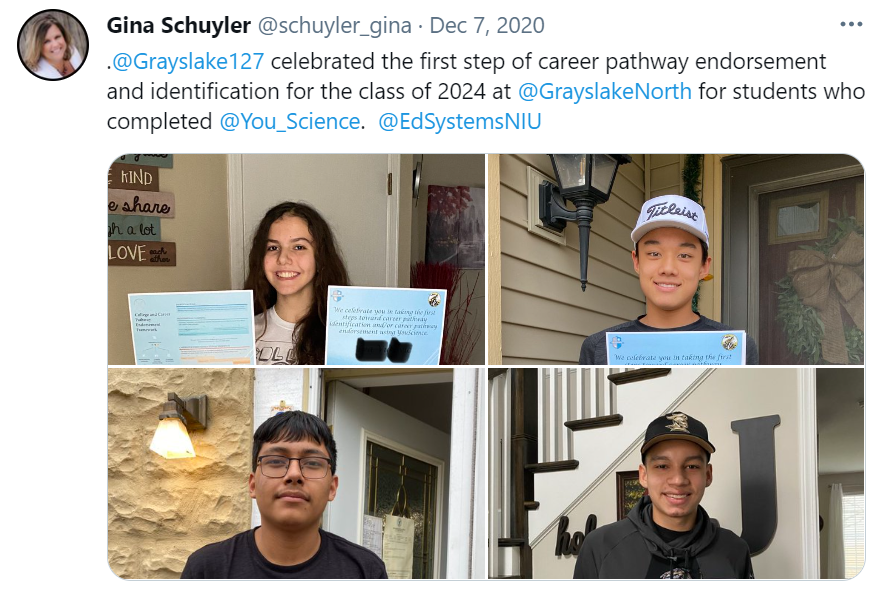 Gina Schuyler @schuyler_gina · Dec 7, 2020
.@Grayslake127 celebrated the first step of career pathway endorsement
and identification for the class of 2024 at @GrayslakeNorth for students who
completed @You_Science. @EdSystemsNIU
KIND
share
a lot
LOVE each
other
College and Career
Pathway
Endorsement
Framework
We celebrate you in taking the first
steps toward career pathway
identification and/or career pathway
endorsement using YouScience.
Titleist
We celebrate you in taking the first
J